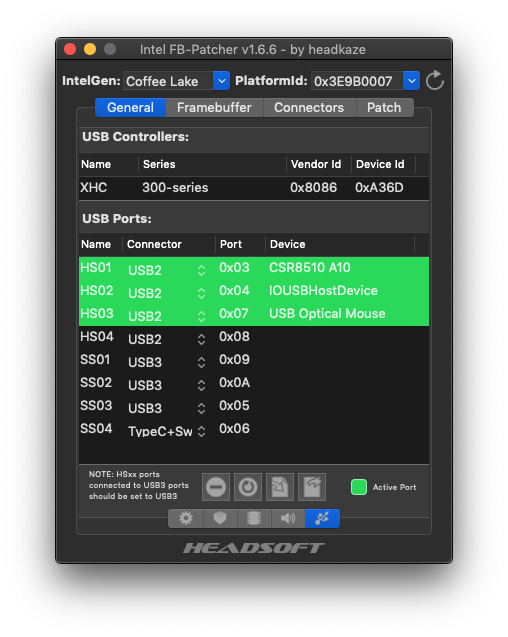 Intel FB-Patcher v1.6.6 - by headkaze
IntelGen: Coffee Lake PlatformId: 0x3E9B0007
General Framebuffer Connectors Patch
USB Controllers:
Name Series Vendor Id Device Id
XHC 300-series 0x8086 0xA36D
USB Ports:
Name Connector Port Device
HS01 USB2 0x03 CSR8510 A10
HS02 USB2 0x04 IOUSBHostDevice
HS03 USB2 0x07 USB Optical Mouse
HS04 USB2 0x08
SS01 USB3 0x09
SS02 USB3 0x0A
SS03 USB3 0x05
SS04 TypeC+Sw 0x06
NOTE: HSxx ports
connected to USB3 ports
should be set to USB3
Active Port
HEADSOFT